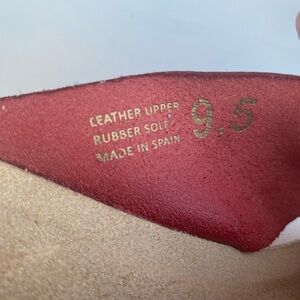 LEATHER UPPER
RUBBER SOLE
MADE IN SPAIN
9.5